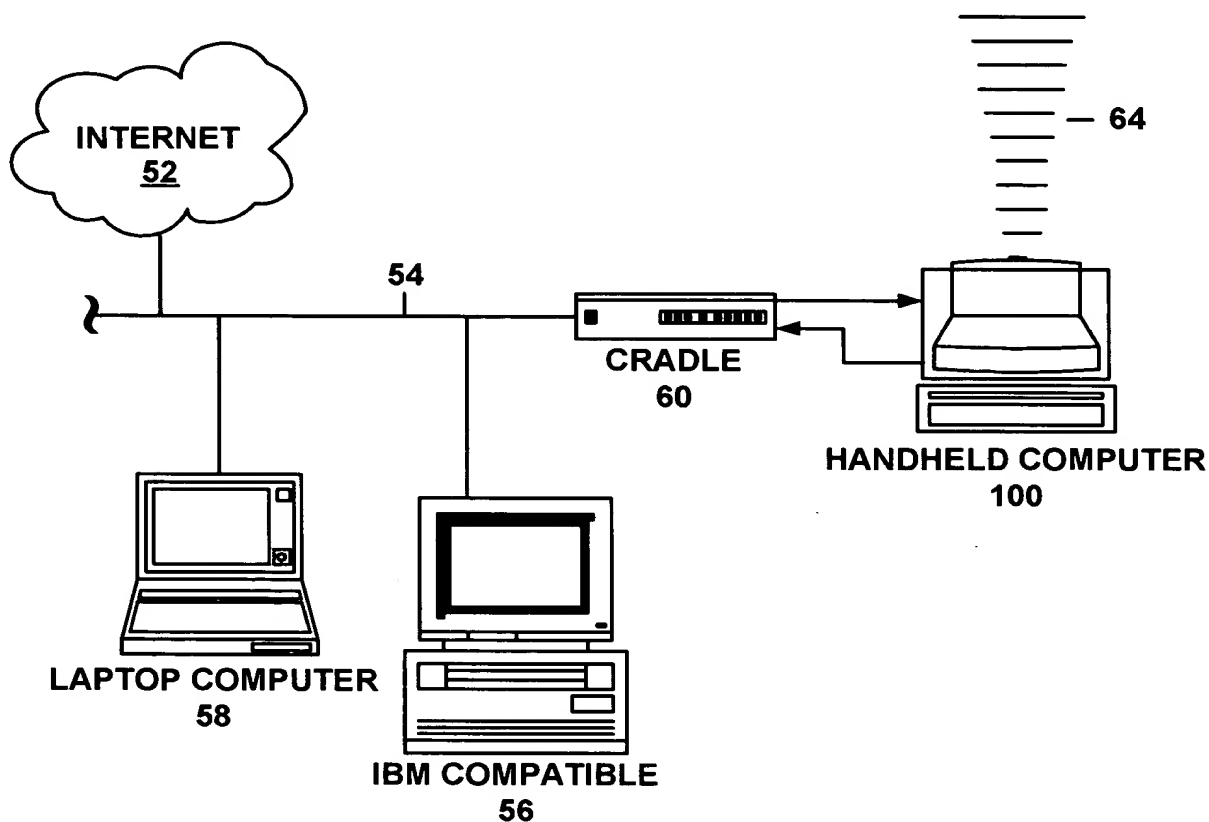 INTERNET
52
64
54
CRADLE
60
HANDHELD COMPUTER
100
LAPTOP COMPUTER
58
IBM COMPATIBLE
56